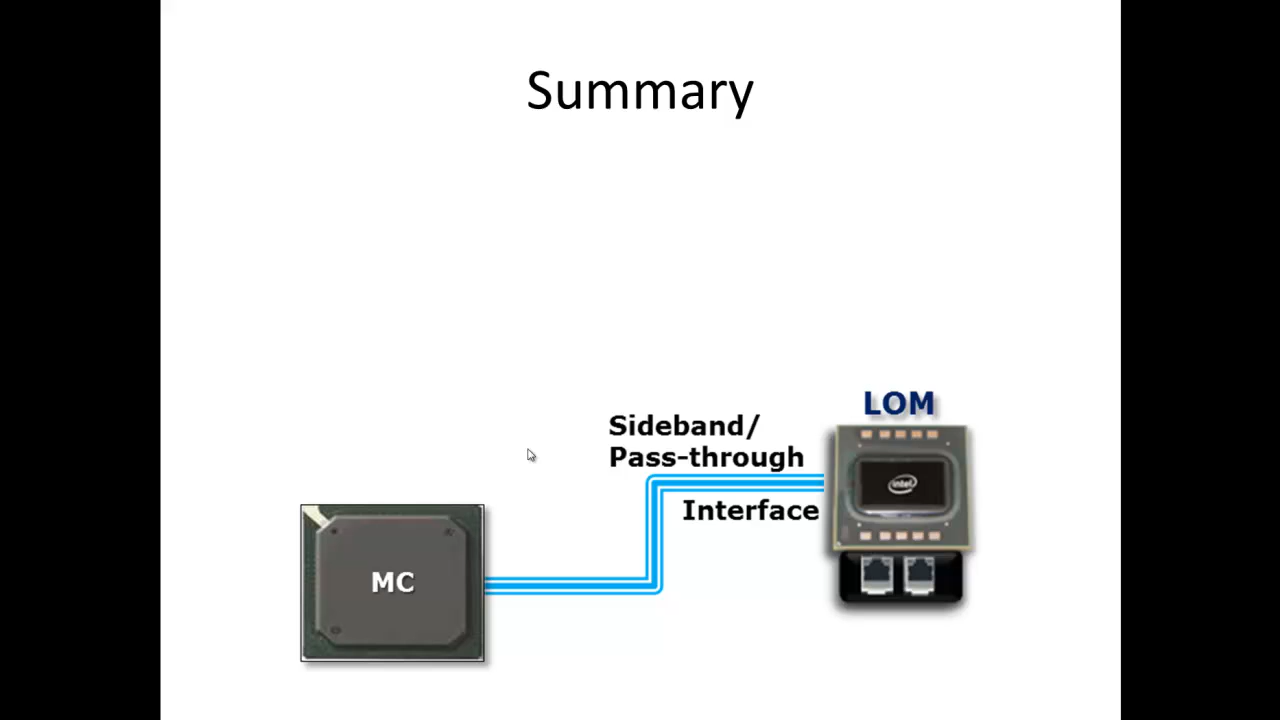 Summary
LOM
Sideband/
Pass-through
Interface
intel
MC